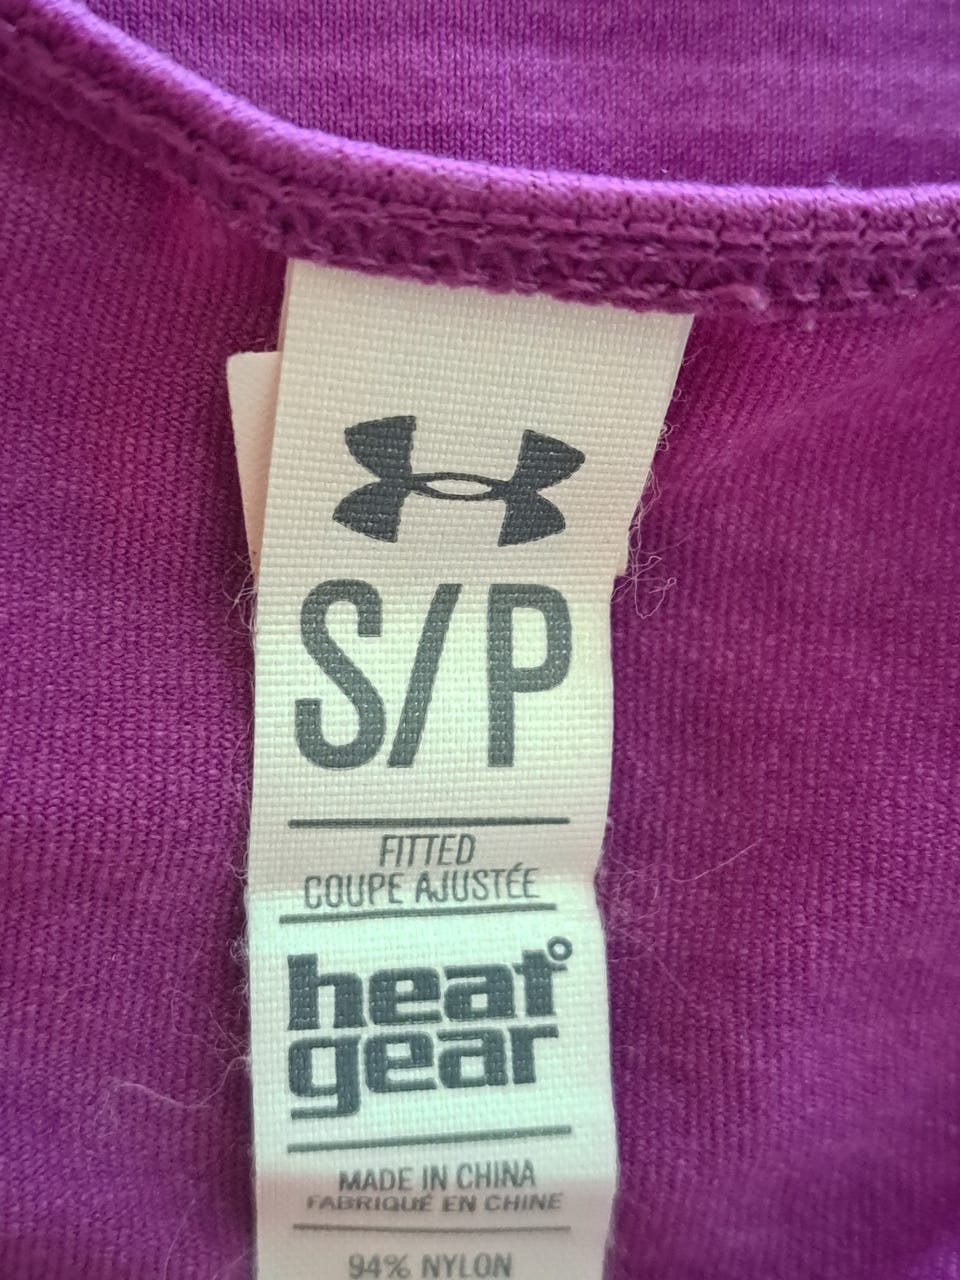 S/P
FITTED
COUPE AJUSTÉE
heat°
gear
MADE IN CHINA
FABRIQUÉ EN CHINE
94% NYLON